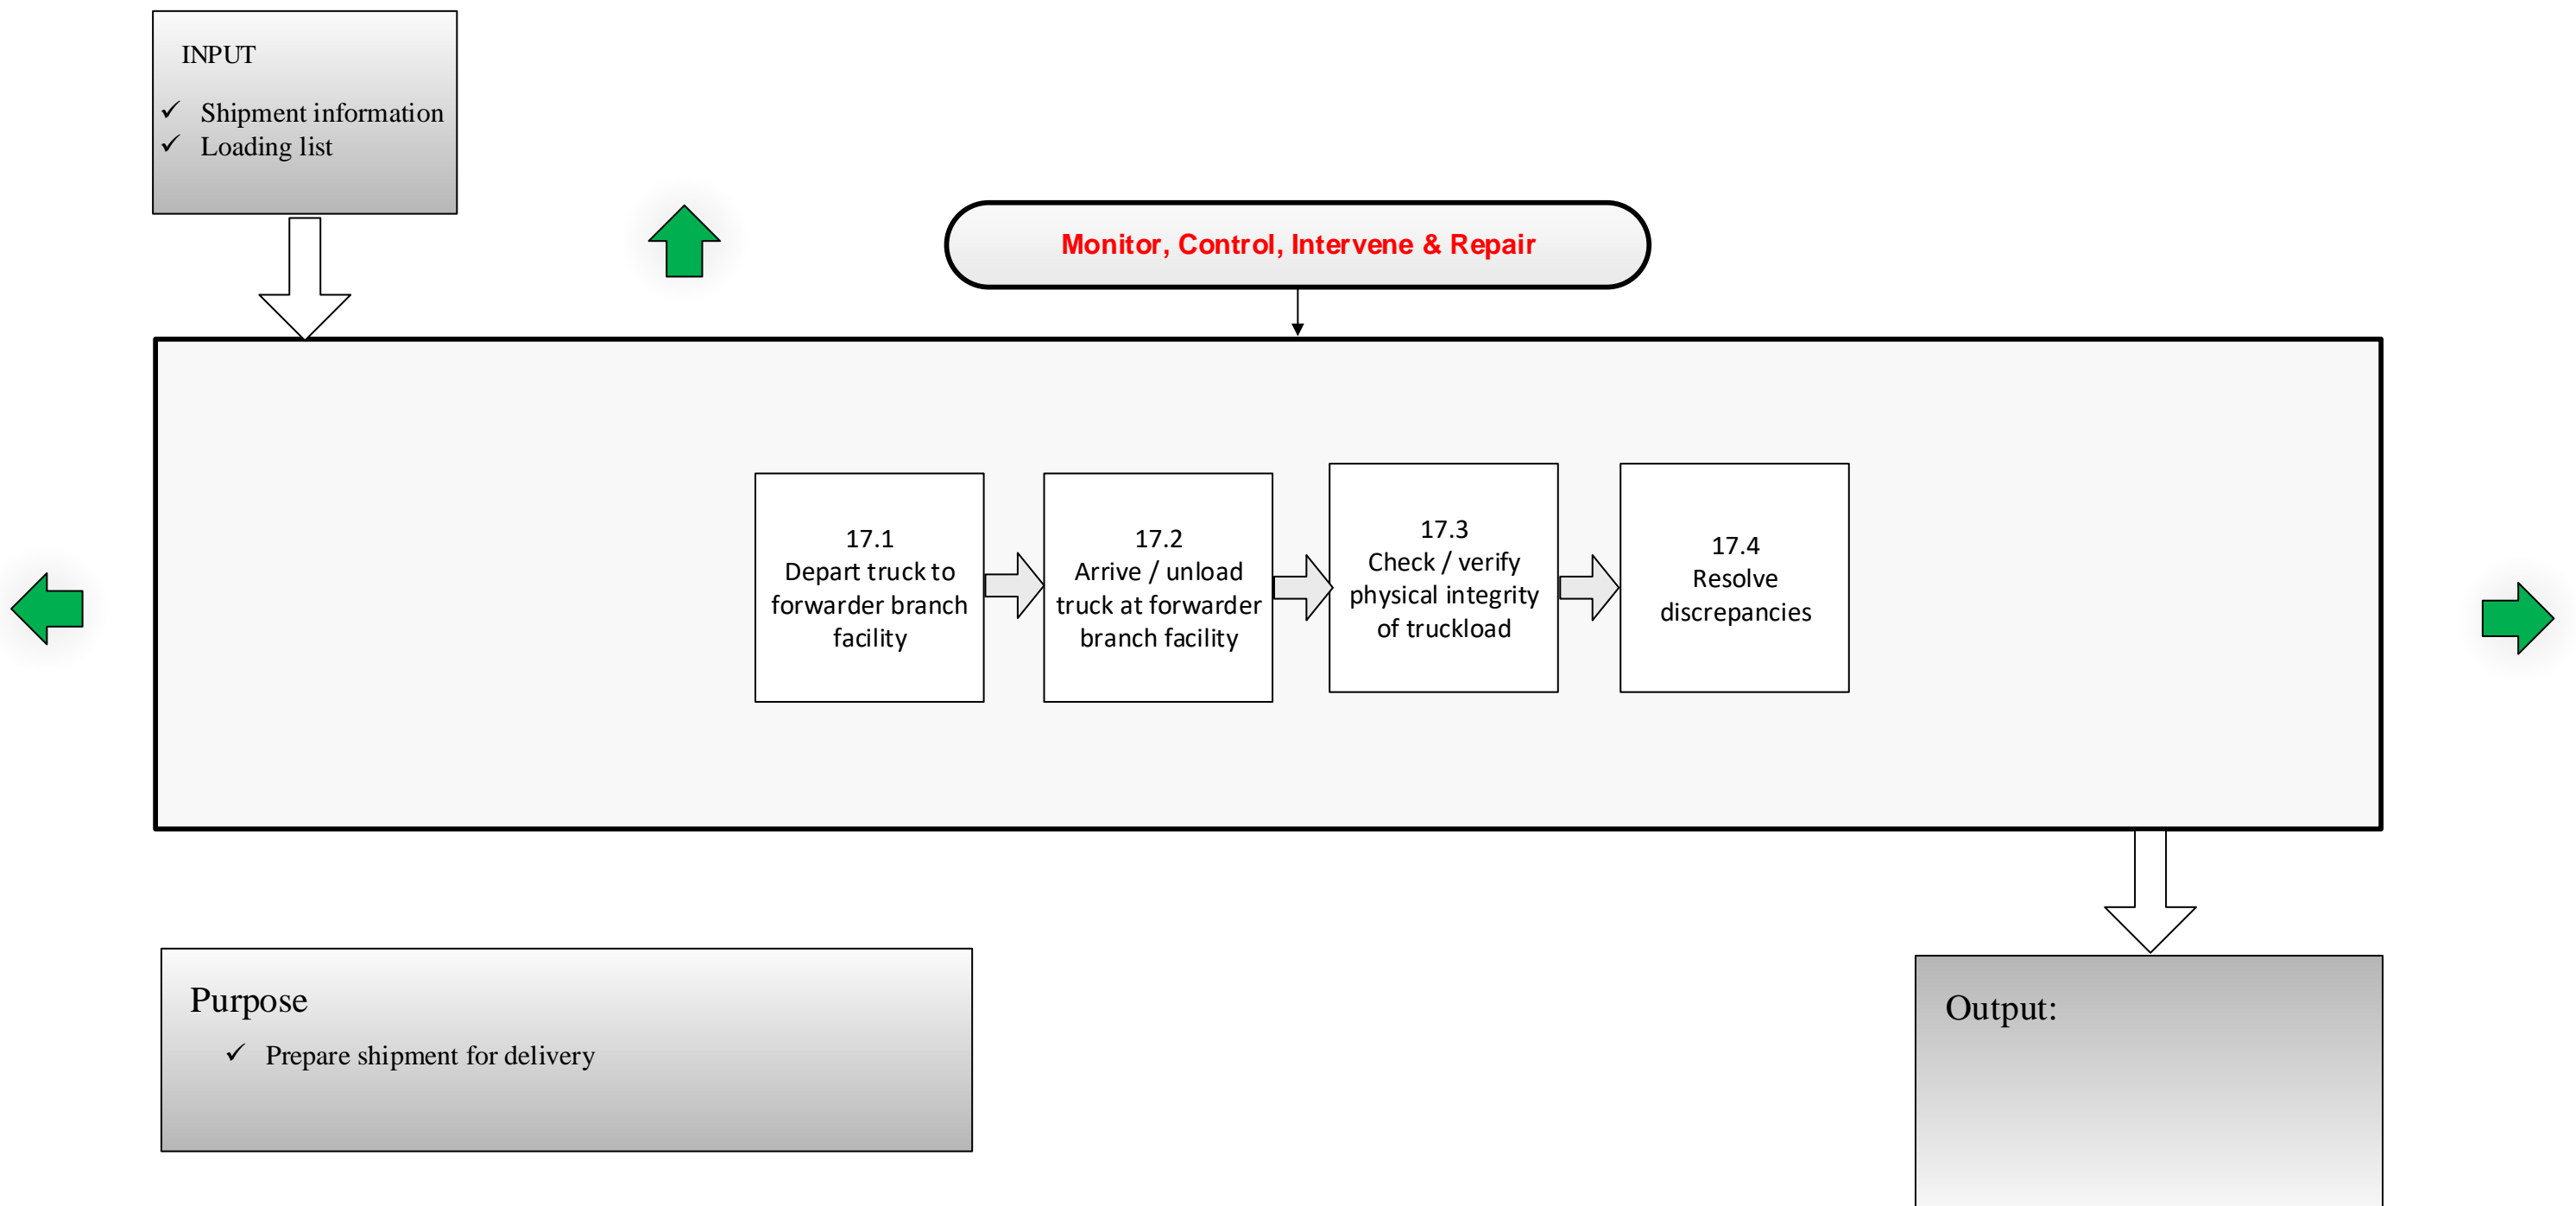 INPUT
✓ Shipment information
✓ Loading list
Monitor, Control, Intervene & Repair
17.1
Depart truck to
forwarder branch
facility
17.2
Arrive / unload
truck at forwarder
branch facility
17.3
Check / verify
physical integrity
of truckload
17.4
Resolve
discrepancies
Purpose
✓ Prepare shipment for delivery
Output: